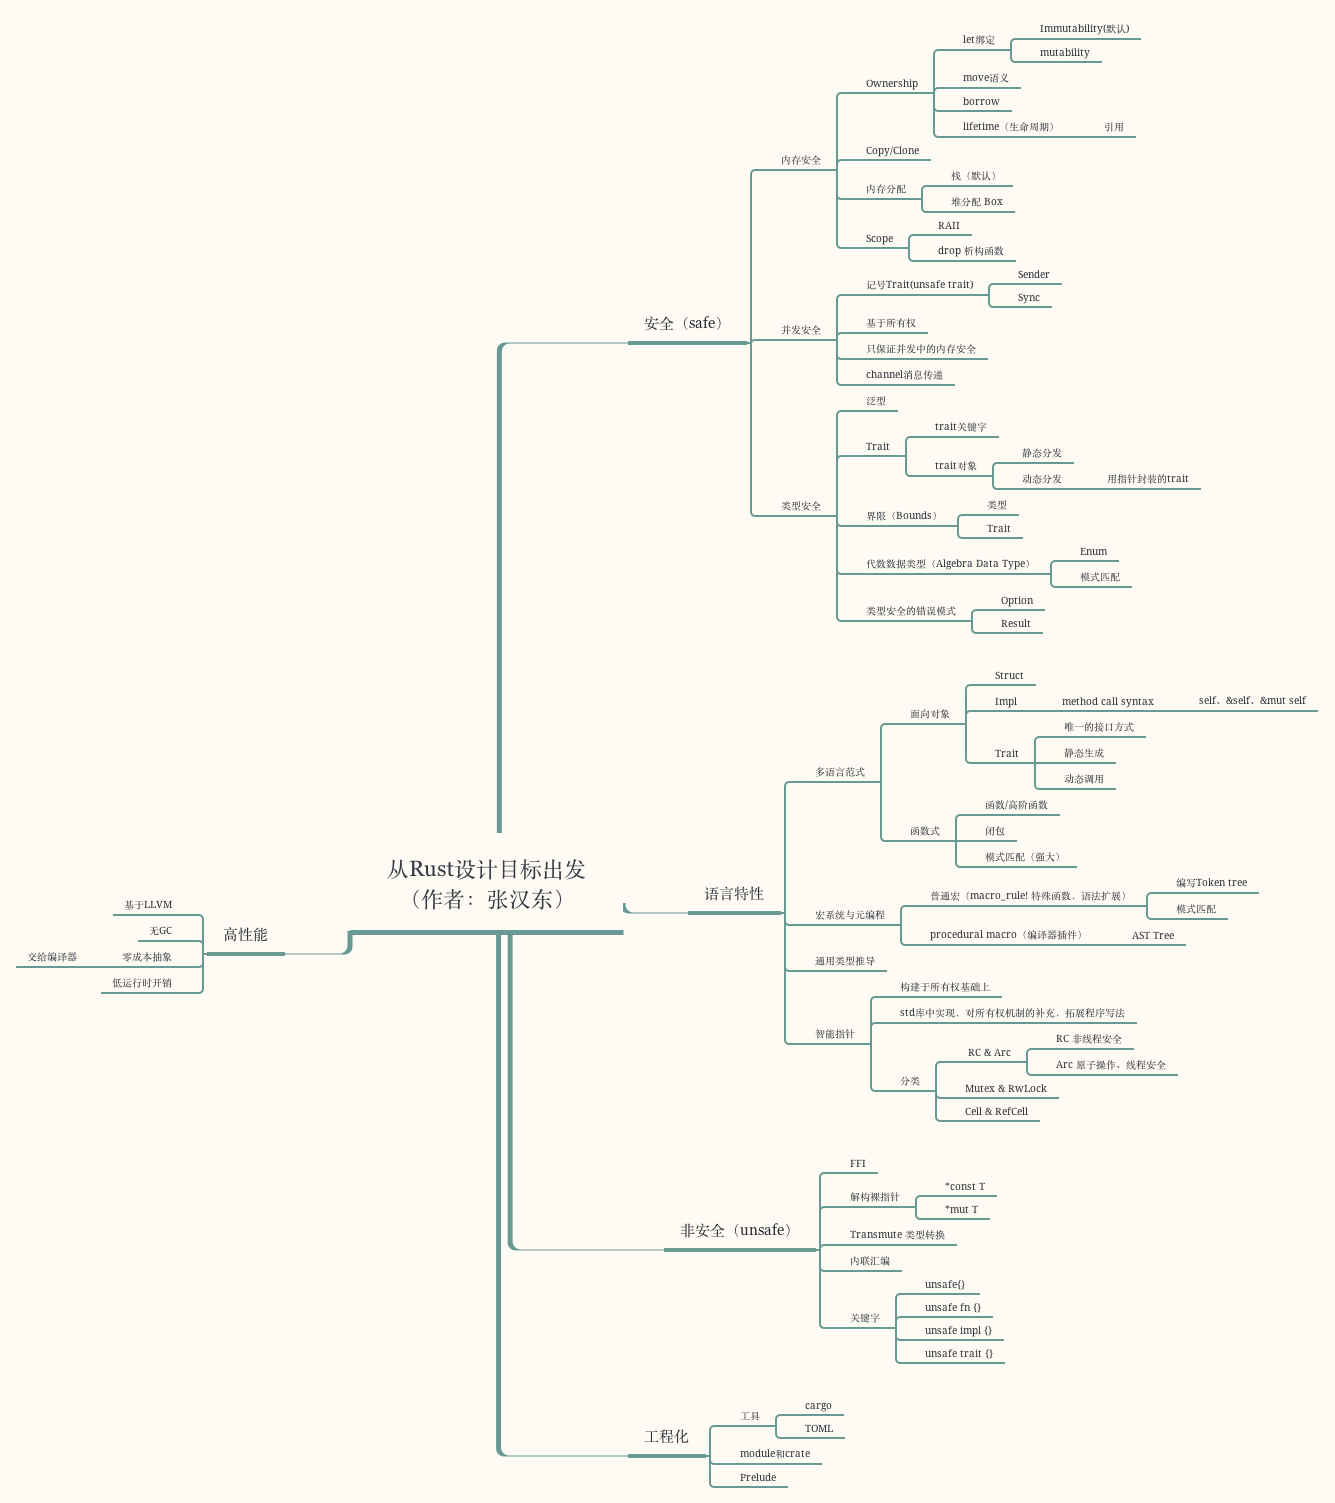 从Rust设计目标出发
（作者：张汉东）
安全（safe）
内存安全
Ownership
let绑定
Immutability(默认)
mutability
move语义
borrow
lifetime（生命周期）
引用
Copy/Clone
内存分配
栈（默认）
堆分配 Box
Scope
RAII
drop 析构函数
并发安全
记号Trait(unsafe trait)
Sender
Sync
基于所有权
只保证并发中的内存安全
channel消息传递
类型安全
泛型
Trait
trait关键字
trait对象
静态分发
动态分发
用指针封装的trait
界限（Bounds）
类型
Trait
代数数据类型（Algebra Data Type）
Enum
模式匹配
类型安全的错误模式
Option
Result
语言特性
多语言范式
面向对象
Struct
Impl
method call syntax
self、&self、&mut self
Trait
唯一的接口方式
静态生成
动态调用
函数式
函数/高阶函数
闭包
模式匹配（强大）
宏系统与元编程
普通宏（macro_rule! 特殊函数，语法扩展）
编写Token tree
模式匹配
procedural macro（编译器插件）
AST Tree
通用类型推导
智能指针
构建于所有权基础上
std库中实现，对所有权机制的补充，拓展程序写法
分类
RC & Arc
RC 非线程安全
Arc 原子操作、线程安全
Mutex & RwLock
Cell & RefCell
高性能
基于LLVM
无GC
零成本抽象
交给编译器
低运行时开销
非安全（unsafe）
FFI
解构裸指针
*const T
*mut T
Transmute 类型转换
内联汇编
关键字
unsafe{}
unsafe fn {}
unsafe impl {}
unsafe trait {}
工程化
工具
cargo
TOML
module和crate
Prelude